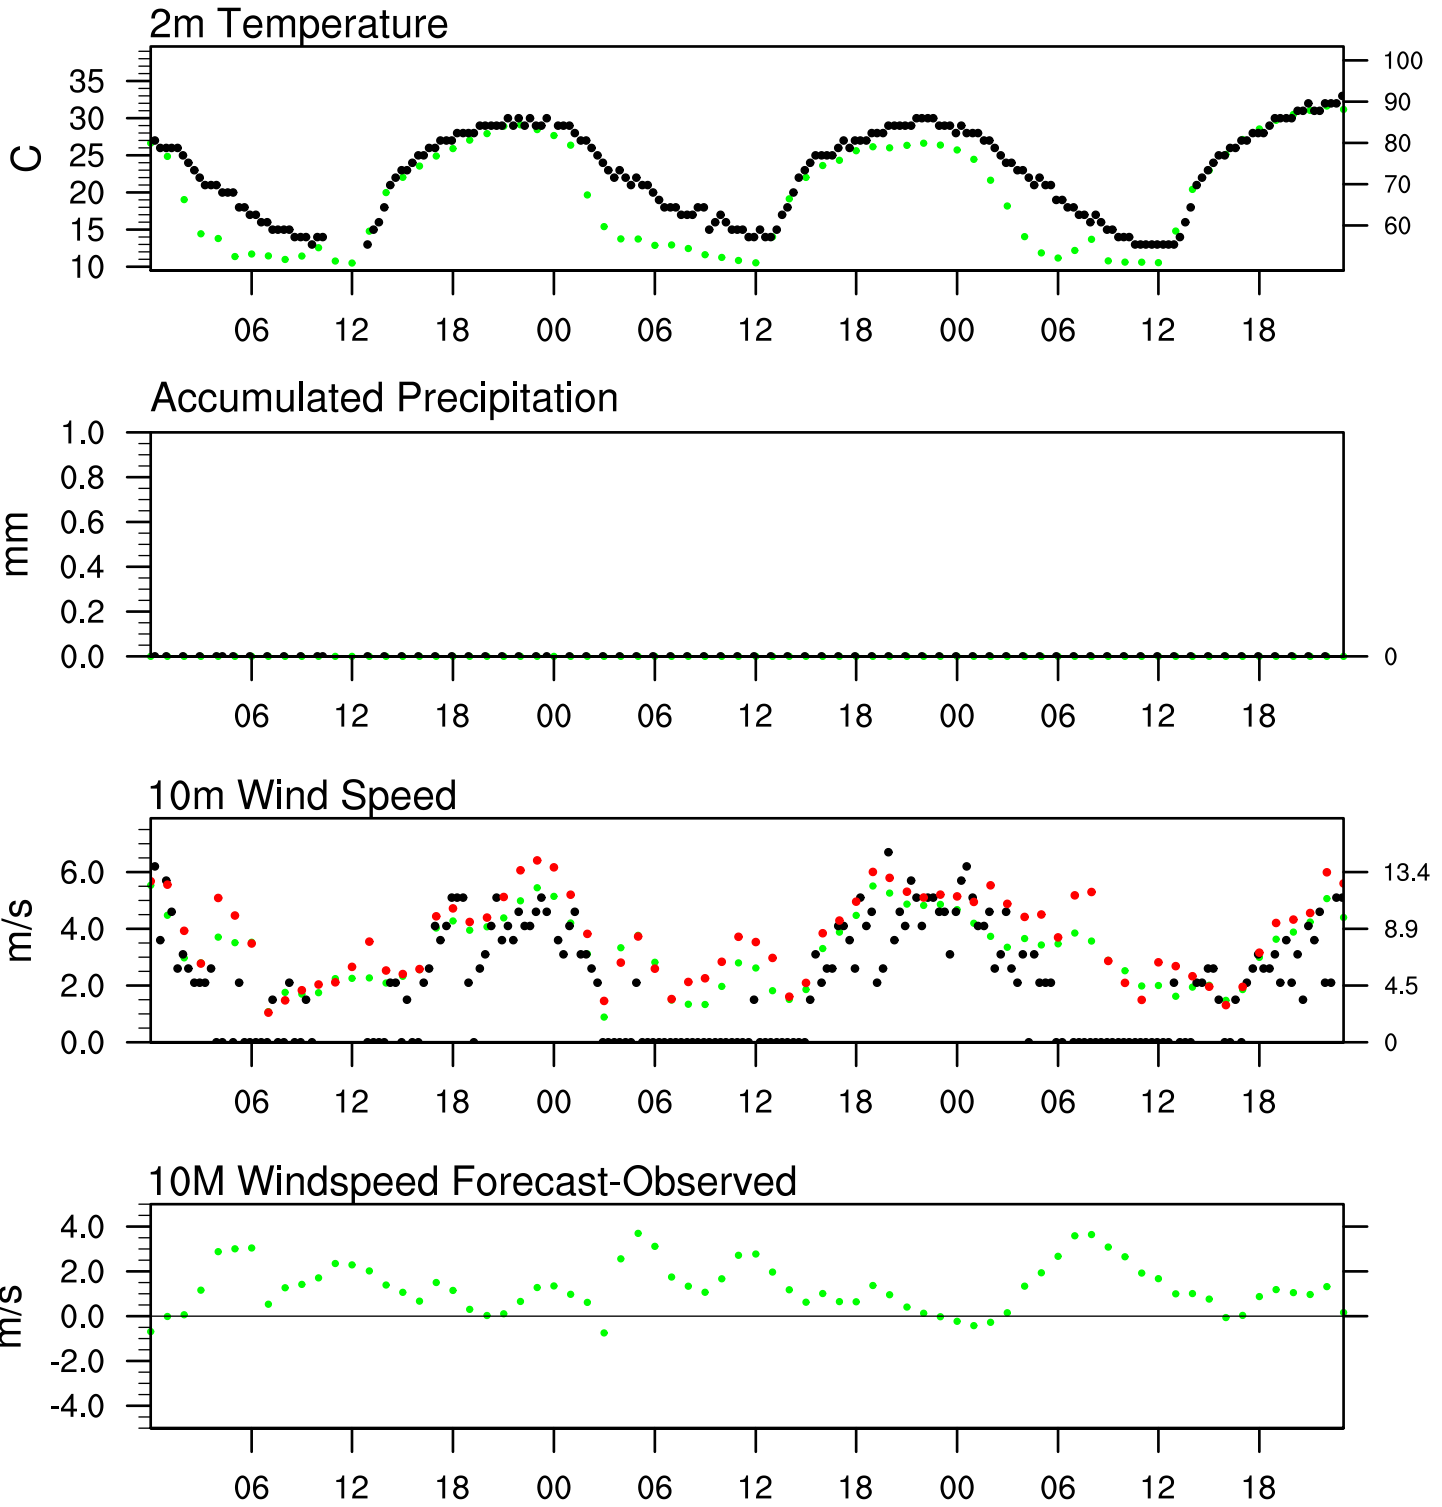 2m Temperature
C
35
30
25
20
15
10
100
90
80
70
60
06 12 18 00 06 12 18 00 06 12 18
Accumulated Precipitation
mm
1.0
0.8
0.6
0.4
0.2
0.0
0
06 12 18 00 06 12 18 00 06 12 18
10m Wind Speed
m/s
6.0
4.0
2.0
0.0
13.4
8.9
4.5
0
06 12 18 00 06 12 18 00 06 12 18
10M Windspeed Forecast-Observed
m/s
4.0
2.0
0.0
-2.0
-4.0
06 12 18 00 06 12 18 00 06 12 18